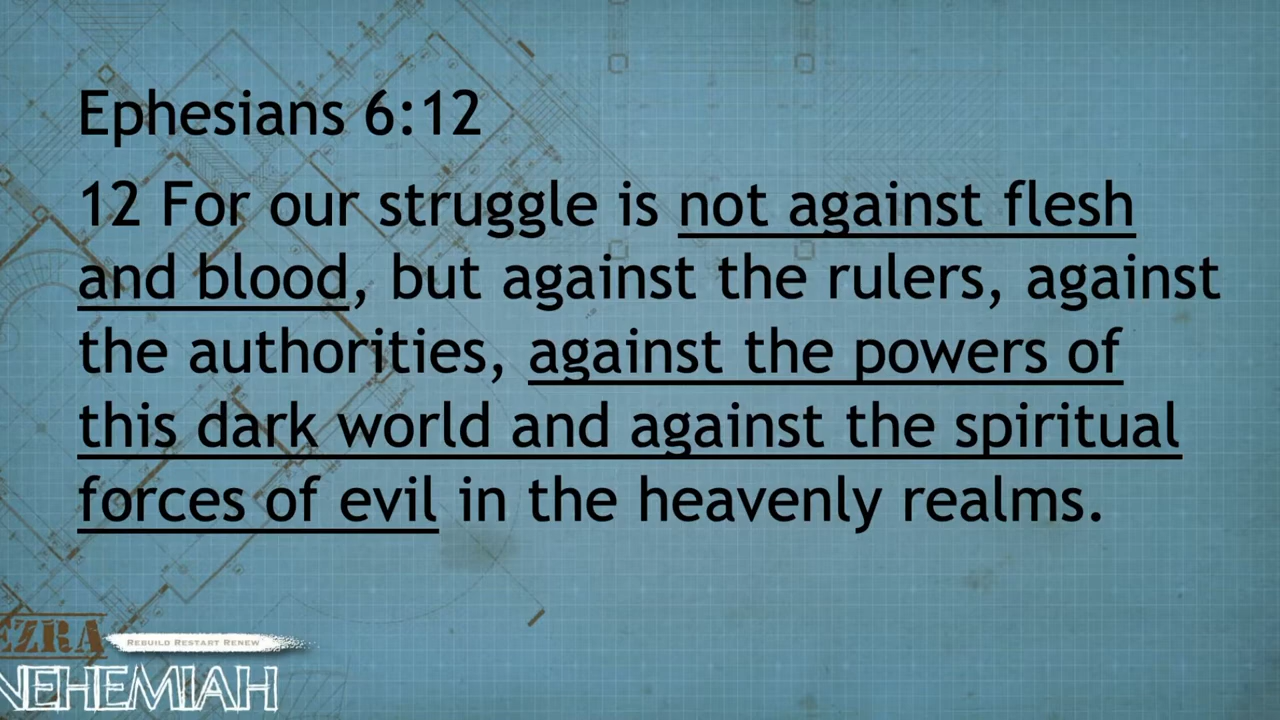 Ephesians 6:12
12 For our struggle is not against flesh
and blood, but against the rulers, against
the authorities, against the powers of
this dark world and against the spiritual
forces of evil in the heavenly realms.
EZRA
REBUILD RESTART RENEW
NEHEMIAH